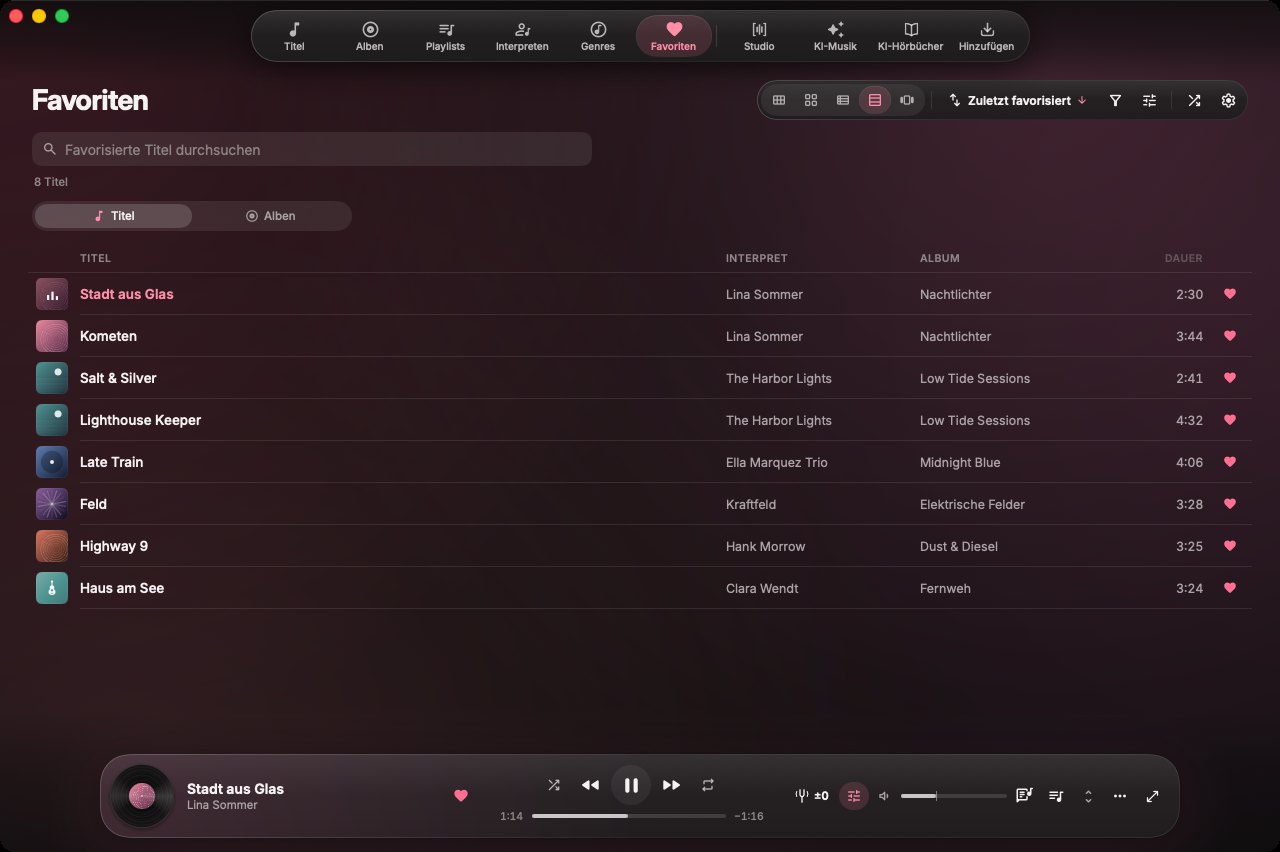 Titel Alben Playlists Interpreten Genres Favoriten Studio KI-Musik KI-Hörbücher Hinzufügen
Favoriten
Zuletzt favorisiert
Favorisierte Titel durchsuchen
8 Titel
Titel Alben
TITEL INTERPRET ALBUM DAUER
Stadt aus Glas Lina Sommer Nachtlichter 2:30
Kometen Lina Sommer Nachtlichter 3:44
Salt & Silver The Harbor Lights Low Tide Sessions 2:41
Lighthouse Keeper The Harbor Lights Low Tide Sessions 4:32
Late Train Ella Marquez Trio Midnight Blue 4:06
Feld Kraftfeld Elektrische Felder 3:28
Highway 9 Hank Morrow Dust & Diesel 3:25
Haus am See Clara Wendt Fernweh 3:24
Stadt aus Glas
Lina Sommer
1:14 −1:16
±0